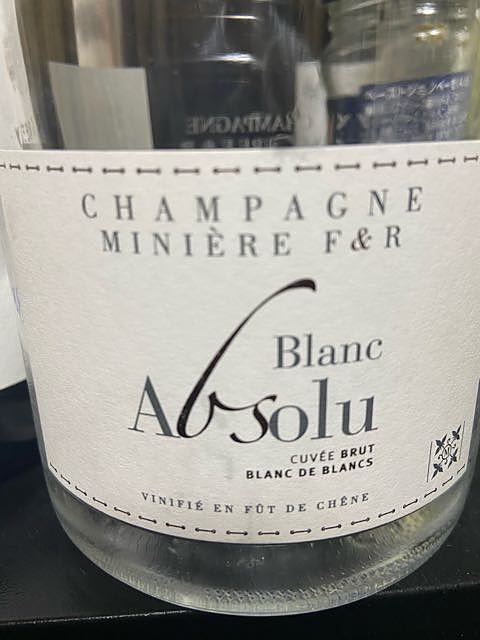 CHAMPAGNE
MINIÈRE F&R
Blanc
Absolu
CUVÉE BRUT
BLANC DE BLANCS
VINIFIÉ EN FÛT DE CHÊNE